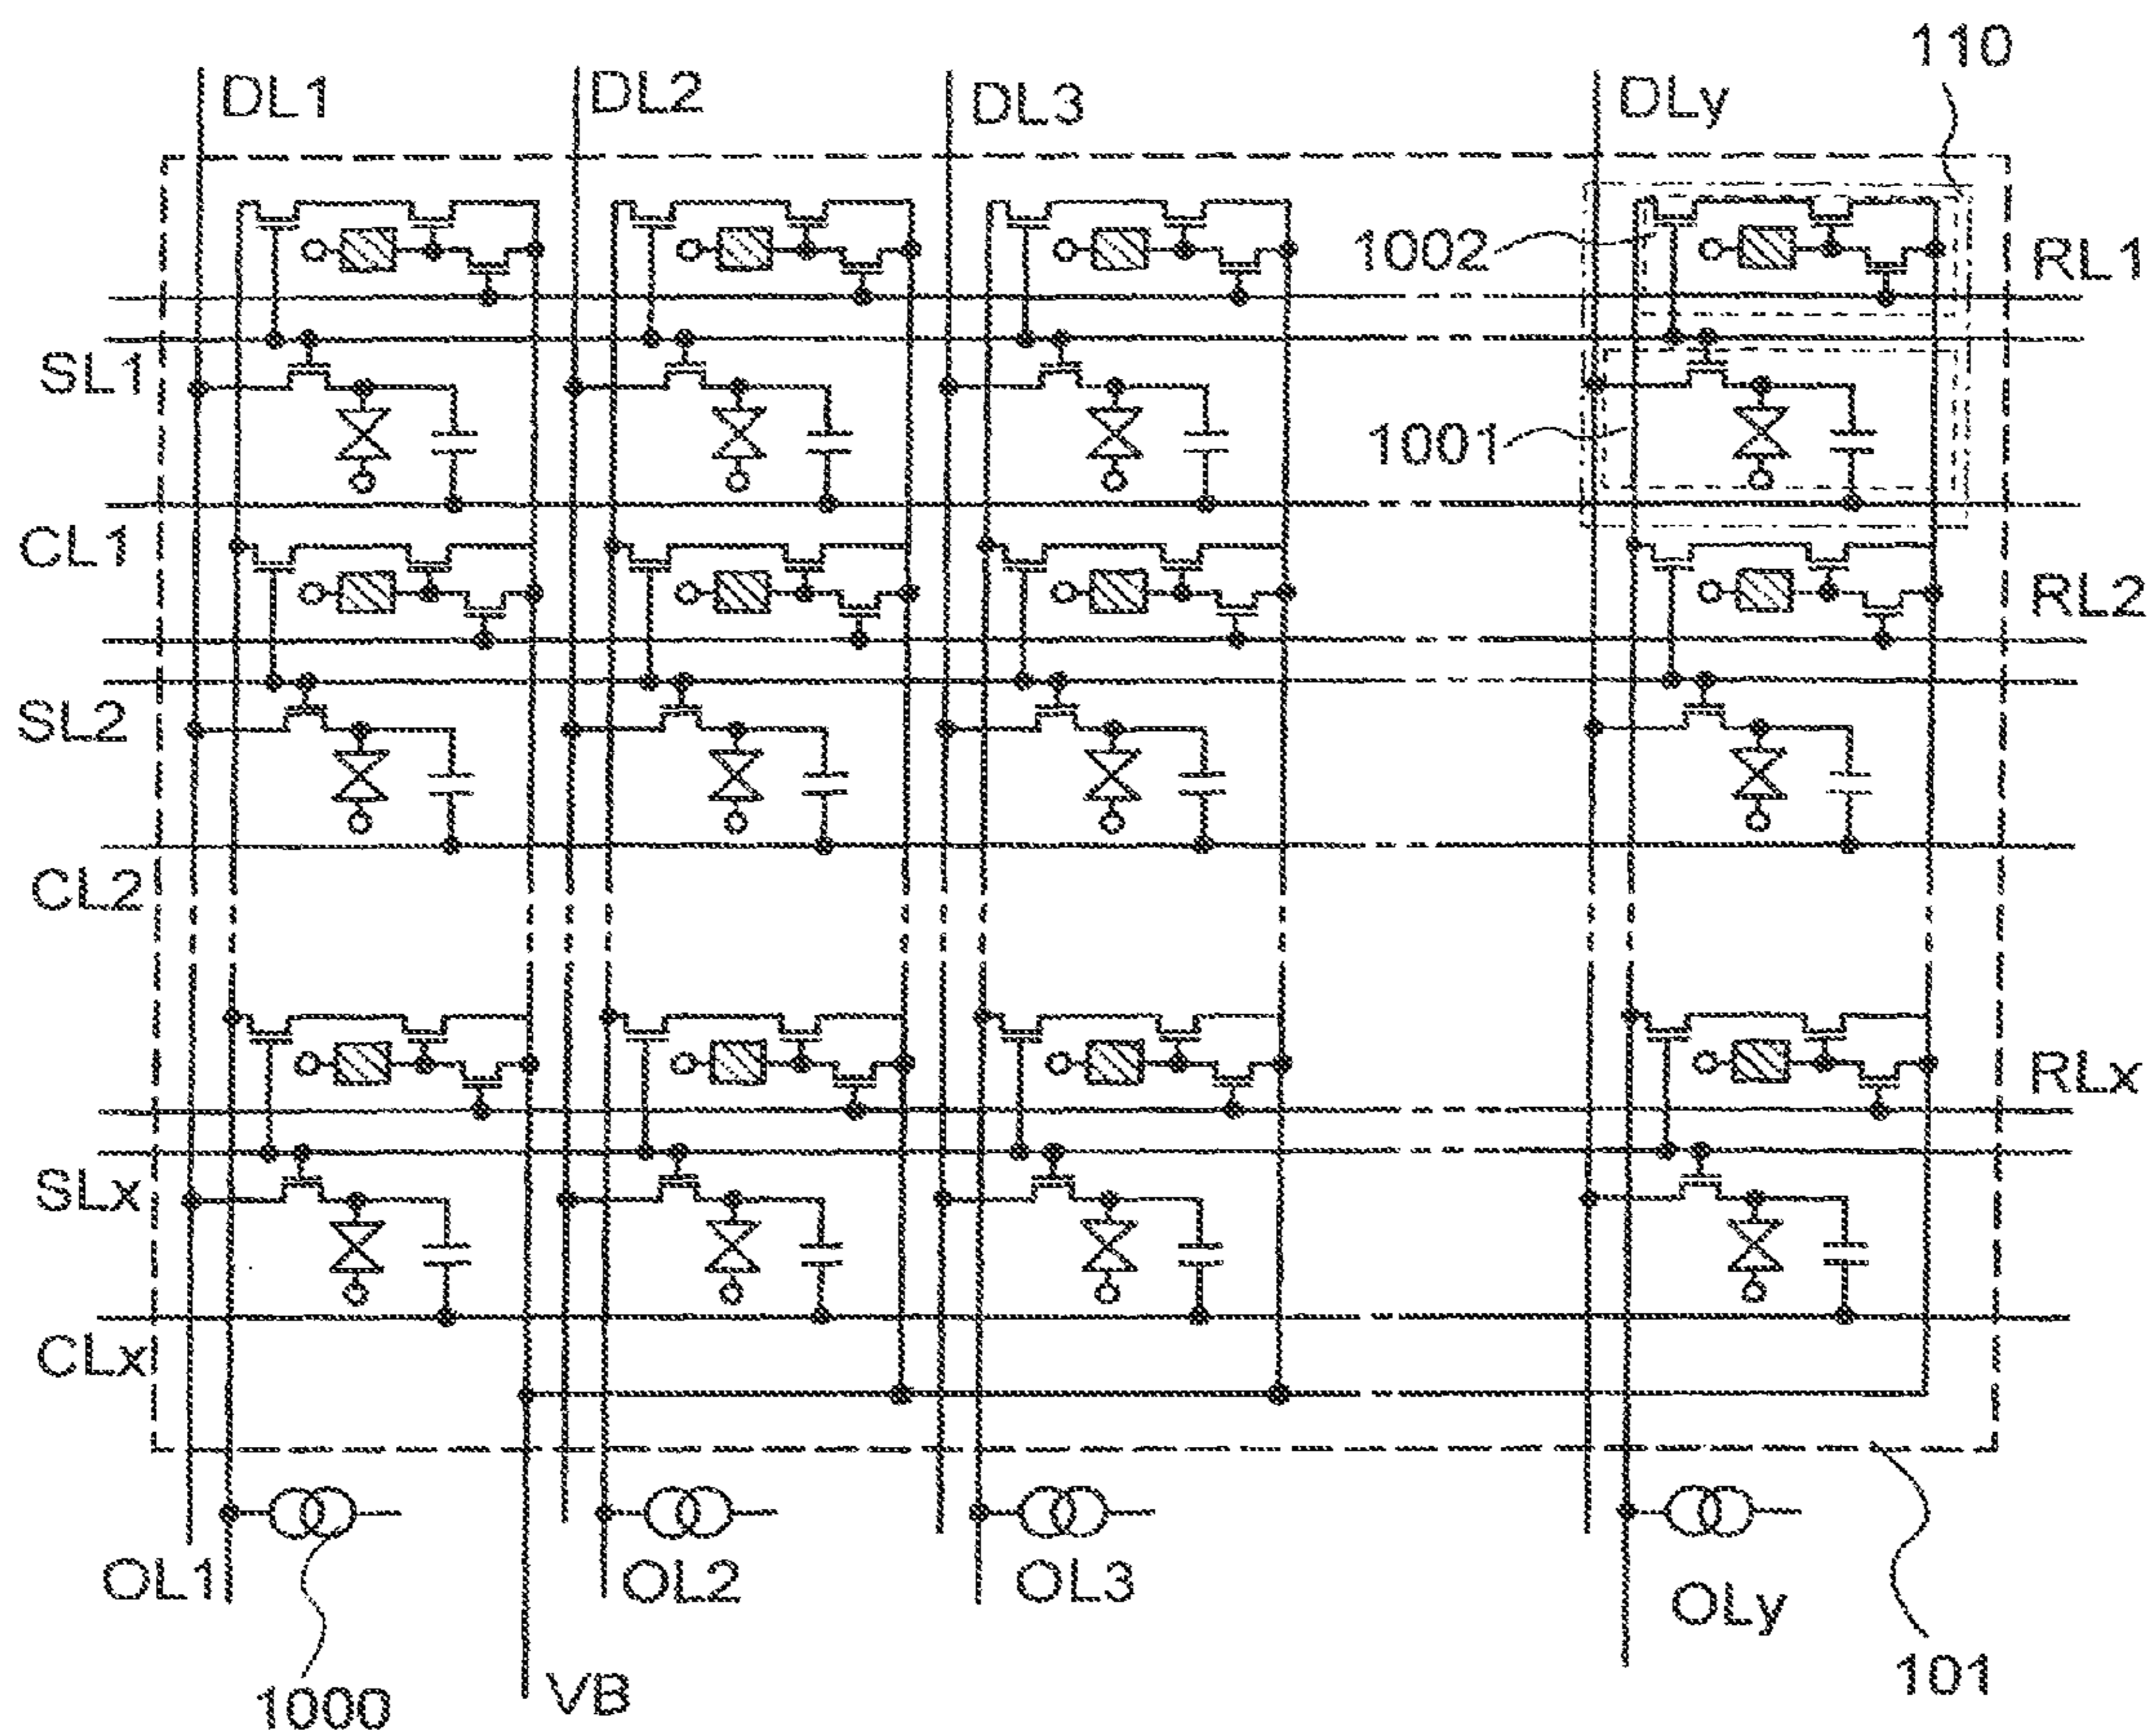 110
DL1 DL2 DL3 DLy
1002 RL1
SL1
1001
CL1
RL2
SL2
CL2
RLx
SLx
CLx
OL1 OL2 OL3 OLy
1000 VB 101